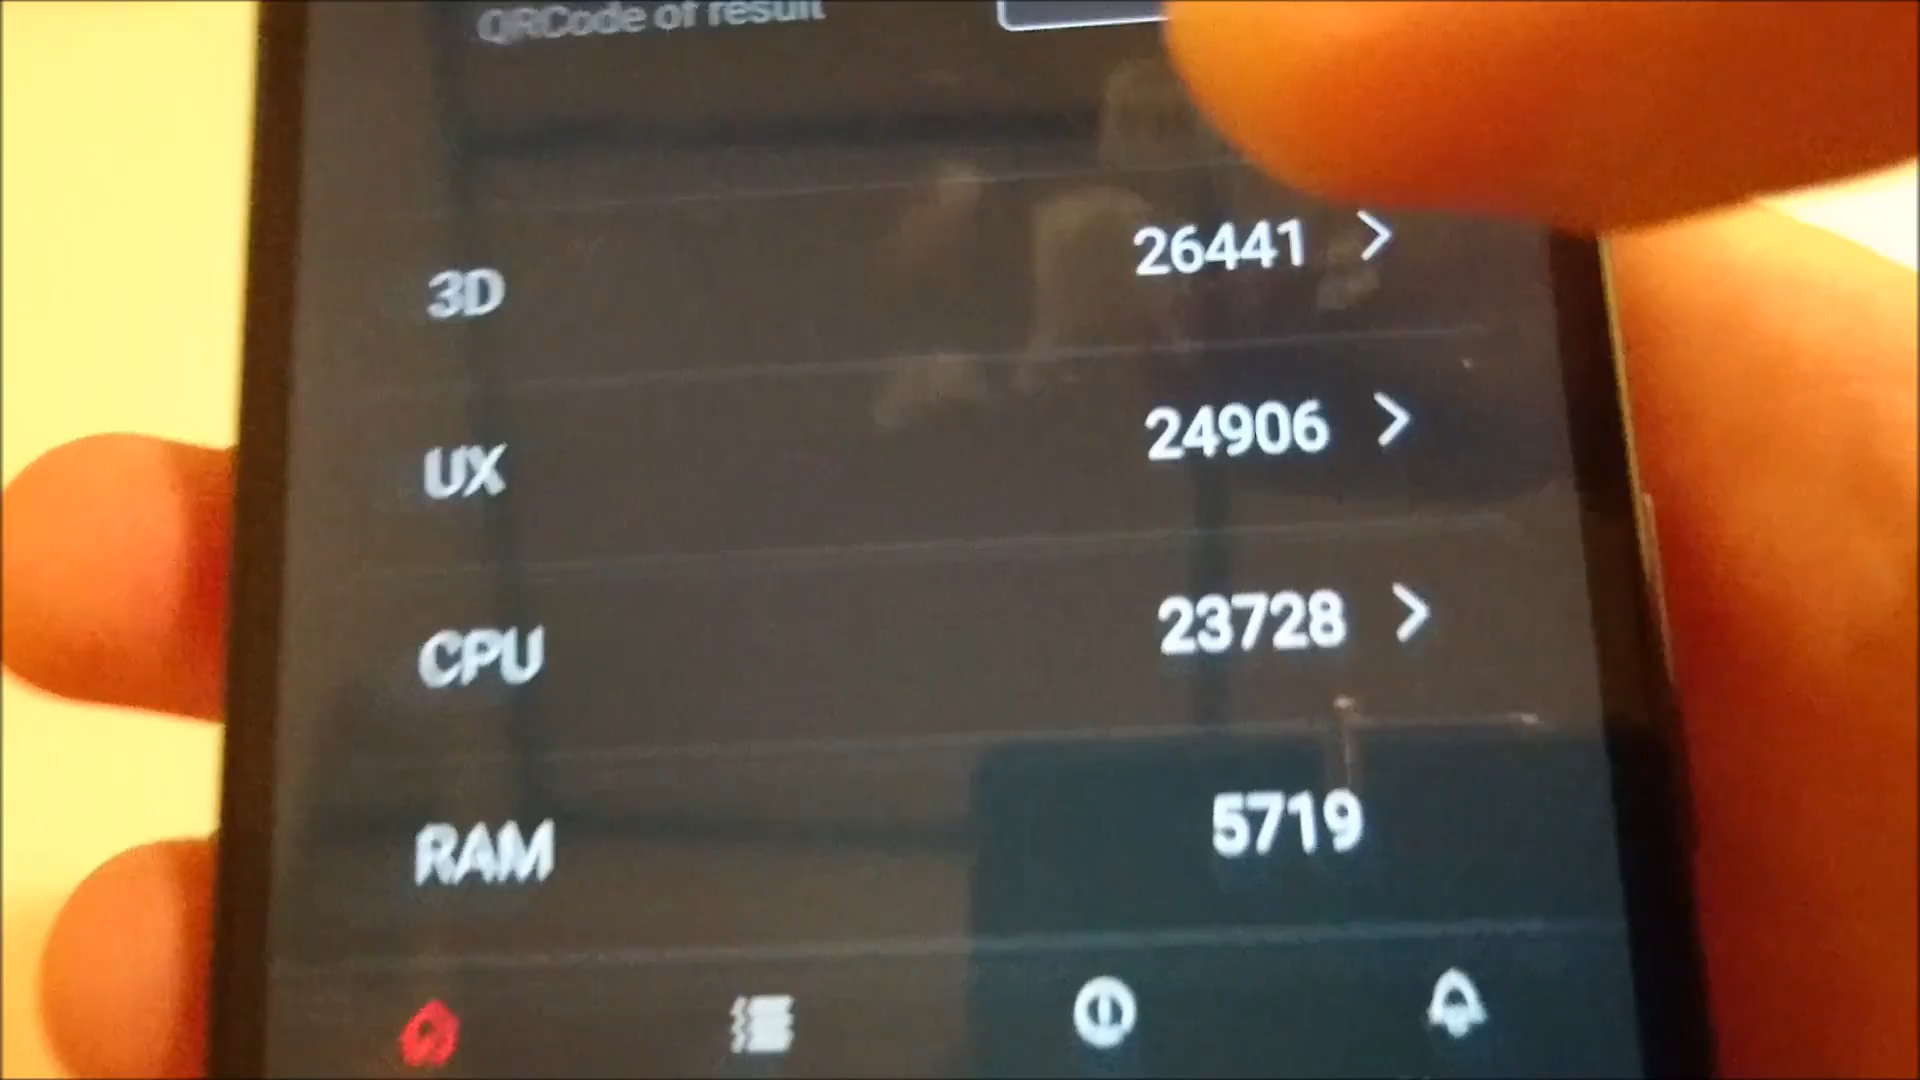 QRCode of result
3D 26441
UX 24906
CPU 23728
RAM 5719